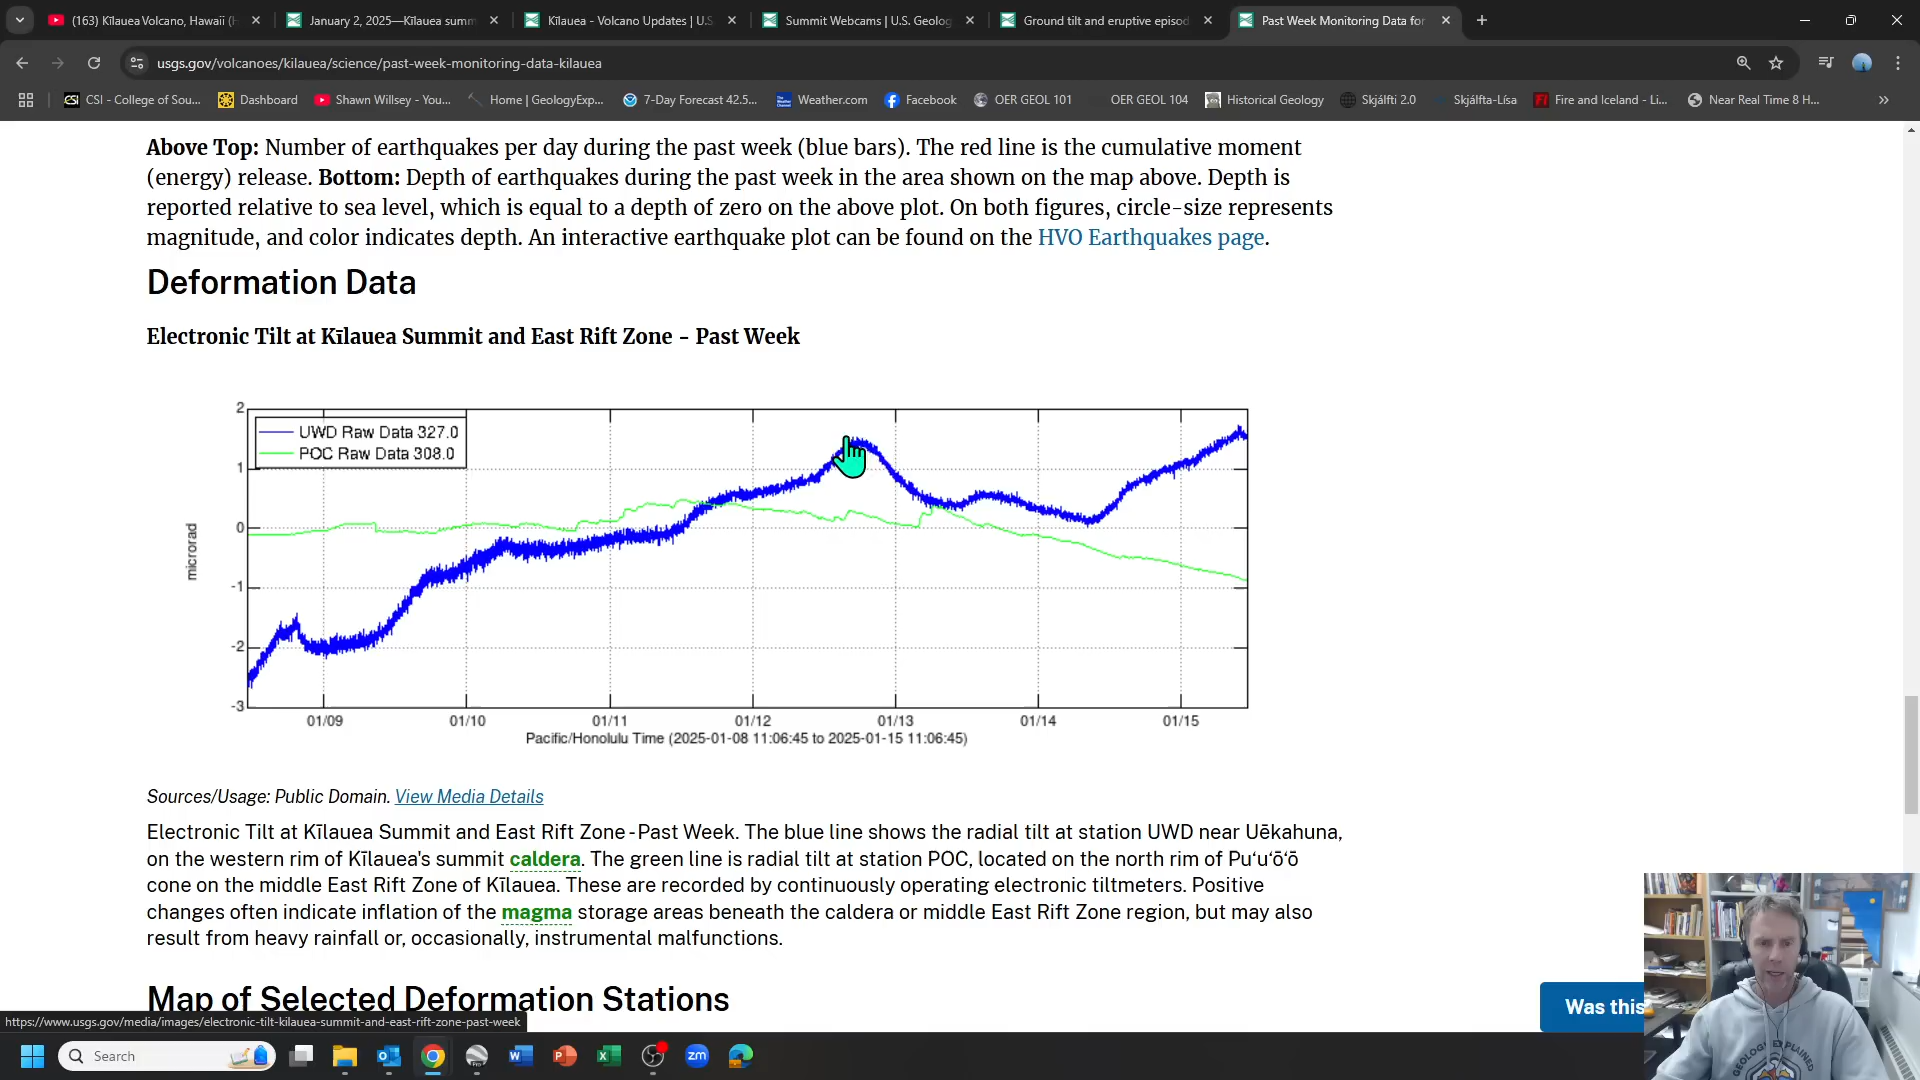 (163) Kīlauea Volcano, Hawaii (H
January 2, 2025—Kīlauea summ
Kīlauea - Volcano Updates | U.S
Summit Webcams | U.S. Geolog
Ground tilt and eruptive episod
Past Week Monitoring Data for
usgs.gov/volcanoes/kilauea/science/past-week-monitoring-data-kilauea
CSI - College of Sou...
Dashboard
Shawn Willsey - You...
Home | GeologyExp...
7-Day Forecast 42.5...
Weather.com
Facebook
OER GEOL 101
OER GEOL 104
Historical Geology
Skjálfti 2.0
Skjálfta-Lísa
Fire and Iceland - Li...
Near Real Time 8 H...
Above Top: Number of earthquakes per day during the past week (blue bars). The red line is the cumulative moment
(energy) release. Bottom: Depth of earthquakes during the past week in the area shown on the map above. Depth is
reported relative to sea level, which is equal to a depth of zero on the above plot. On both figures, circle-size represents
magnitude, and color indicates depth. An interactive earthquake plot can be found on the HVO Earthquakes page.
Deformation Data
Electronic Tilt at Kīlauea Summit and East Rift Zone - Past Week
UWD Raw Data 327.0
POC Raw Data 308.0
2
1
0
-1
-2
-3
microrad
01/09
01/10
01/11
01/12
01/13
01/14
01/15
Pacific/Honolulu Time (2025-01-08 11:06:45 to 2025-01-15 11:06:45)
Sources/Usage: Public Domain. View Media Details
Electronic Tilt at Kīlauea Summit and East Rift Zone - Past Week. The blue line shows the radial tilt at station UWD near Uēkahuna,
on the western rim of Kīlauea's summit caldera. The green line is radial tilt at station POC, located on the north rim of Pu‘u‘ō‘ō
cone on the middle East Rift Zone of Kīlauea. These are recorded by continuously operating electronic tiltmeters. Positive
changes often indicate inflation of the magma storage areas beneath the caldera or middle East Rift Zone region, but may also
result from heavy rainfall or, occasionally, instrumental malfunctions.
Map of Selected Deformation Stations
Was this
https://www.usgs.gov/media/images/electronic-tilt-kilauea-summit-and-east-rift-zone-past-week
Search
zm
GEOLOGY EXPLAINED